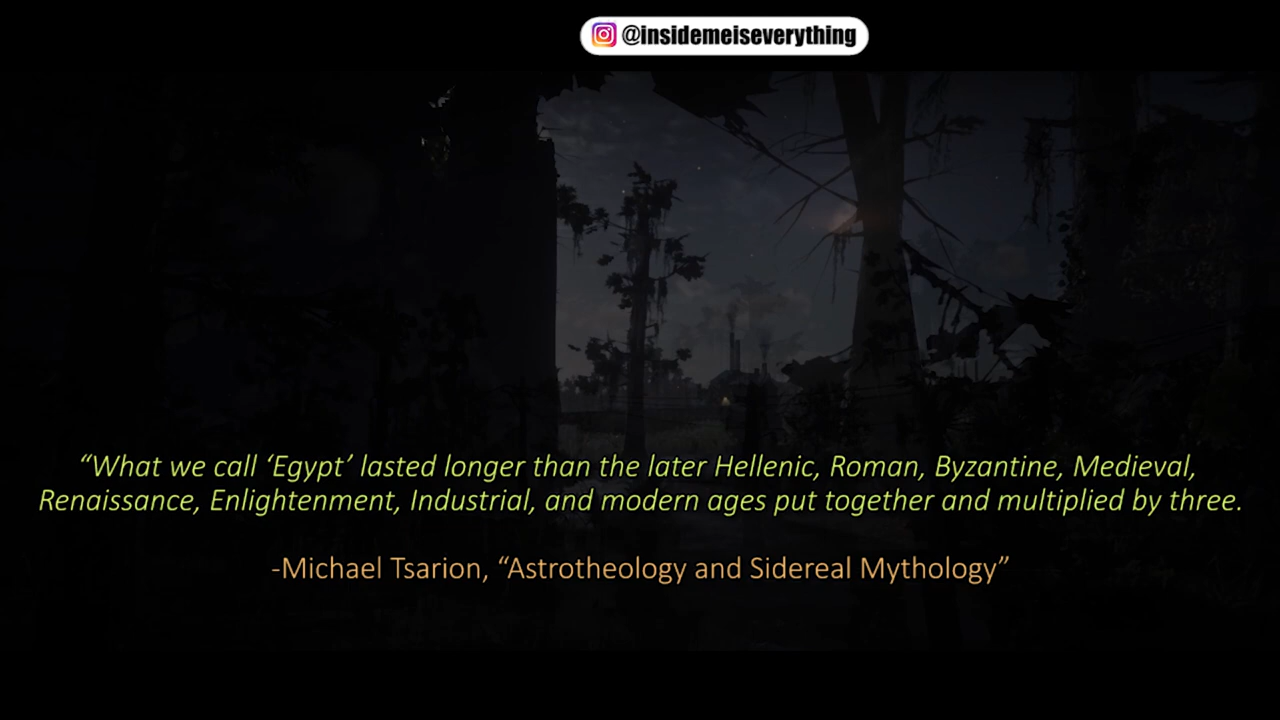 @insidemeiseverything
“What we call ‘Egypt’ lasted longer than the later Hellenic, Roman, Byzantine, Medieval,
Renaissance, Enlightenment, Industrial, and modern ages put together and multiplied by three.
-Michael Tsarion, “Astrotheology and Sidereal Mythology”